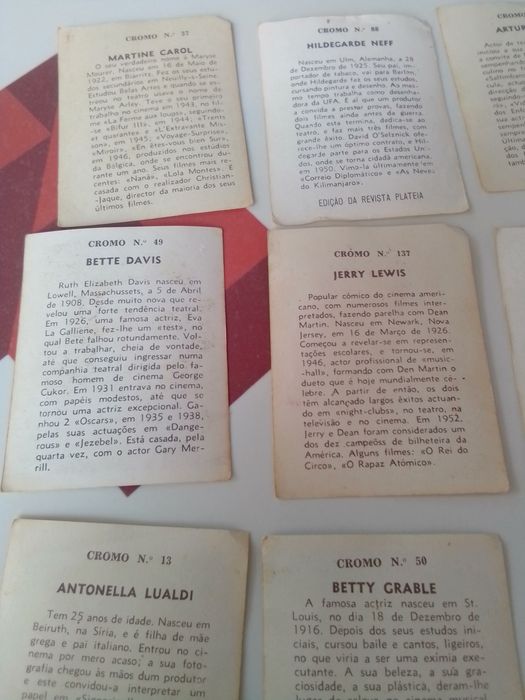 CROMO N.º 37
MARTINE CAROL
O seu verdadeiro nome é Maryse
Mourer. Nasceu em 16 de Maio de
1922, em Biarritz. Fez os seus estu-
dos secundários em Neuilly-s-Seine.
Estudou Belas Artes e quando se es-
treou no teatro usava o nome de
Maryse Arley. Teve o seu primeiro
trabalho no cinema em 1943, no fil-
me «La Ferme aux loups», seguindo-
-se «Bifur III», em 1944, «Trente
et quarante» e «L'Extravante Mis-
sion», em 1945; «Voyage-Surprise»,
«Miroir», «En êtes-vous bien sur»,
em 1946, produzidos nos estúdios
da Bélgica, onde se encontrou du-
rante um ano. Seus filmes mais re-
centes: «Nana», «Lola Montes». É
casada com o realizador Christian-
-Jaque, director da maioria dos seus
últimos filmes.
CROMO N.º 88
HILDEGARDE NEFF
Nasceu em Ulm, Alemanha, a 28
de Dezembro de 1925. Seu pai, im-
portador de tabaco, vai para Berlim,
onde Hildegarde fez os seus estudos,
cursando pintura e desenho. Ao mes-
mo tempo trabalha como desenha-
dora da UFA. É aí que um produtor
a convida a prestar provas, fazendo
dois filmes ainda antes da guerra.
Quando esta termina, dedica-se ao
teatro, e faz mais três filmes, com
grande êxito. David O'Selznick ofe-
rece-lhe um óptimo contrato, e Hil-
degarde parte para os Estados Uni-
dos, onde se torna cidadã americana,
em 1950. Vimo-la últimamente em
«Correio Diplomático» e «As Neves
do Kilimanjaro».
EDIÇÃO DA REVISTA PLATEIA
CROMO
ARTUR
CROMO N.º 49
BETTE DAVIS
Ruth Elizabeth Davis nasceu em
Lowell, Massachussets, a 5 de Abril
de 1908. Desde muito nova que re-
velou uma forte tendência teatral.
Em 1926, uma famosa actriz, Eva
La Galliene, fez-lhe um «test», no
qual Bete falhou rotundamente. Vol-
tou a trabalhar, cheia de vontade,
até que conseguiu ingressar numa
companhia teatral dirigida pelo fa-
moso homem de cinema George
Cukor. Em 1931 entrava no cinema,
com papéis modestos, até que se
tornou uma actriz excepcional. Ga-
nhou 2 «Oscars», em 1935 e 1938,
pelas suas actuações em «Dange-
rous» e «Jezebel». Está casada, pela
quarta vez, com o actor Gary Mer-
rill.
CROMO N.º 137
JERRY LEWIS
Popular cómico do cinema ameri-
cano, com numerosos filmes inter-
pretados, fazendo parelha com Dean
Martin. Nasceu em Newark, Nova
Jersey, em 16 de Março de 1926.
Começou a revelar-se em represen-
tações escolares, e tornou-se, em
1946, actor profissional de «music-
-hall», formando com Den Martin o
dueto que é hoje mundialmente cé-
lebre. A partir de então, os dois
têm alcançado largos êxitos actuan-
do em «night-clubs», no teatro, na
televisão e no cinema. Em 1952,
Jerry e Dean foram considerados um
dos dez campeões de bilheteira da
América. Alguns filmes: «O Rei do
Circo», «O Rapaz Atómico».
CROMO N.º 13
ANTONELLA LUALDI
Tem 25 anos de idade. Nasceu em
Beiruth, na Síria, e é filha de mãe
grega e pai italiano. Entrou no ci-
nema por mero acaso; a sua foto-
grafia chegou às mãos dum produtor
e este convidou-a interpretar um
papel em
CROMO N.º 50
BETTY GRABLE
A famosa actriz nasceu em St.
Louis, no dia 18 de Dezembro de
1916. Depois dos seus estudos ini-
ciais, cursou baile e cantos, ligeiros,
no que viria a ser uma exímia exe-
cutante. A sua beleza, a sua gra-
ciosidade, a sua plástica, deram-lhe